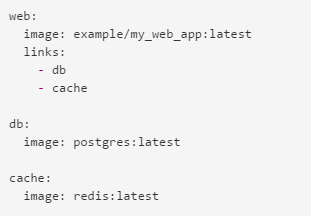 web:
  image: example/my_web_app:latest
  links:
    - db
    - cache

db:
  image: postgres:latest

cache:
  image: redis:latest